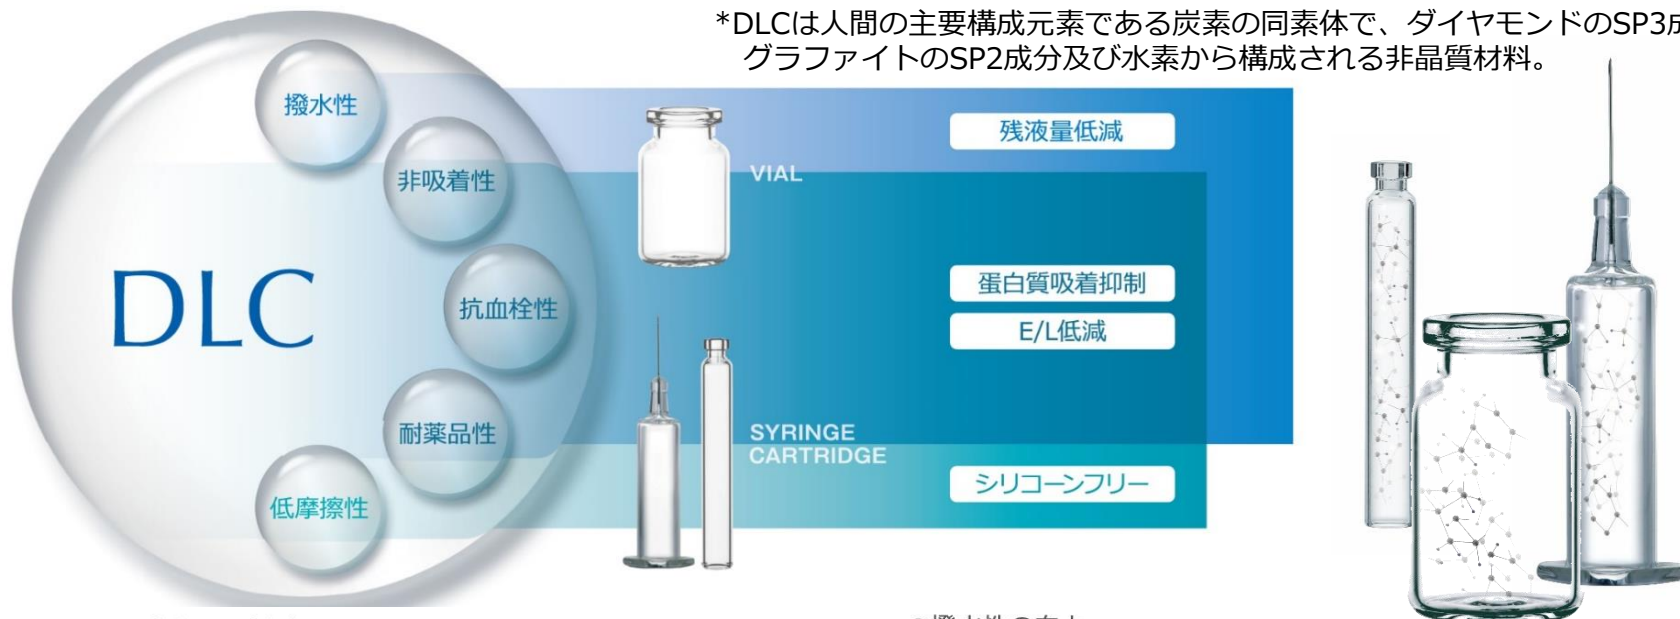 *DLCは人間の主要構成元素である炭素の同素体で、ダイヤモンドのSP3成
グラファイトのSP2成分及び水素から構成される非晶質材料。
撥水性
残液量低減
VIAL
非吸着性
DLC
抗血栓性
蛋白質吸着抑制
E/L低減
耐薬品性
SYRINGE
CARTRIDGE
低摩擦性
シリコーンフリー